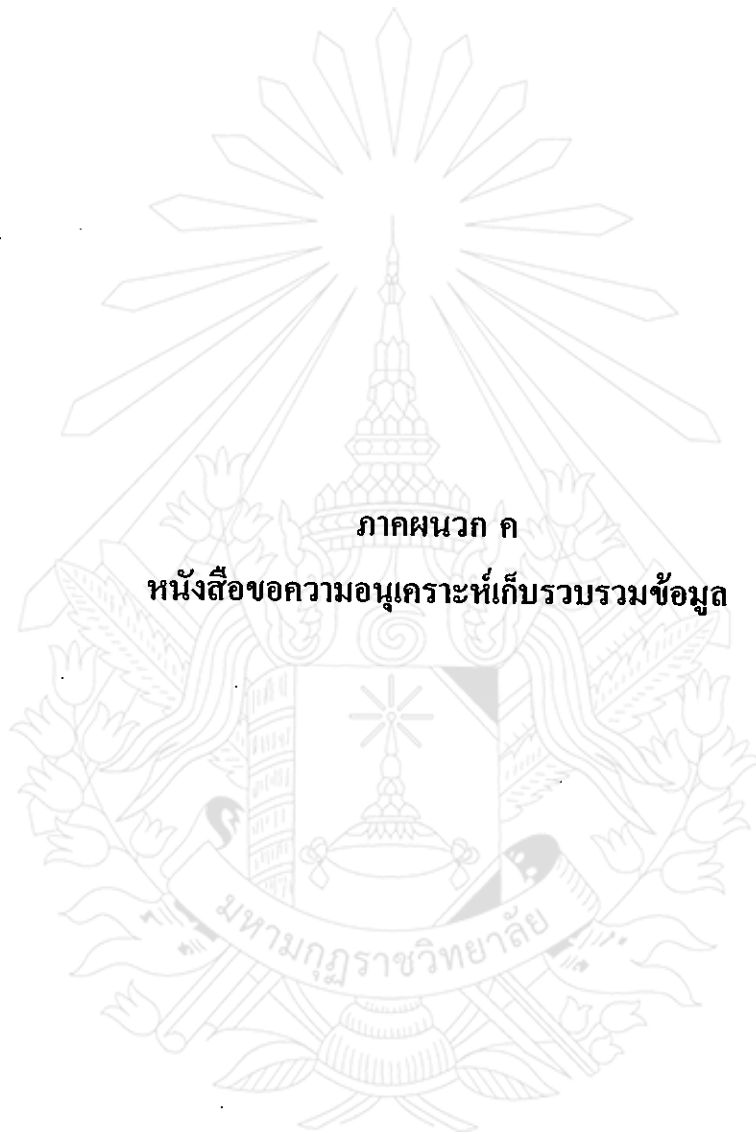 ภาคผนวก ค
หนังสือขอความอนุเคราะห์เก็บรวบรวมข้อมูล
มหามกุฏราชวิทยาลัย